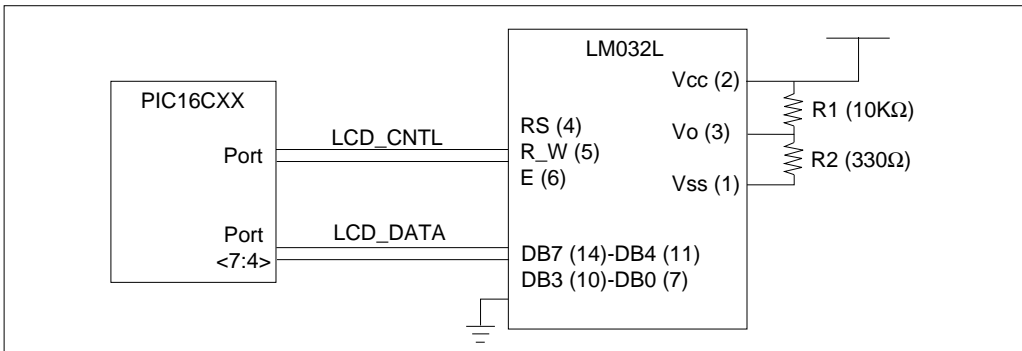 LM032L
Vcc (2)
PIC16CXX
R1 (10KΩ)
LCD_CNTL
RS (4)
Vo (3)
Port
R_W (5)
R2 (330Ω)
E (6)
Vss (1)
Port
LCD_DATA
<7:4>
DB7 (14)-DB4 (11)
DB3 (10)-DB0 (7)